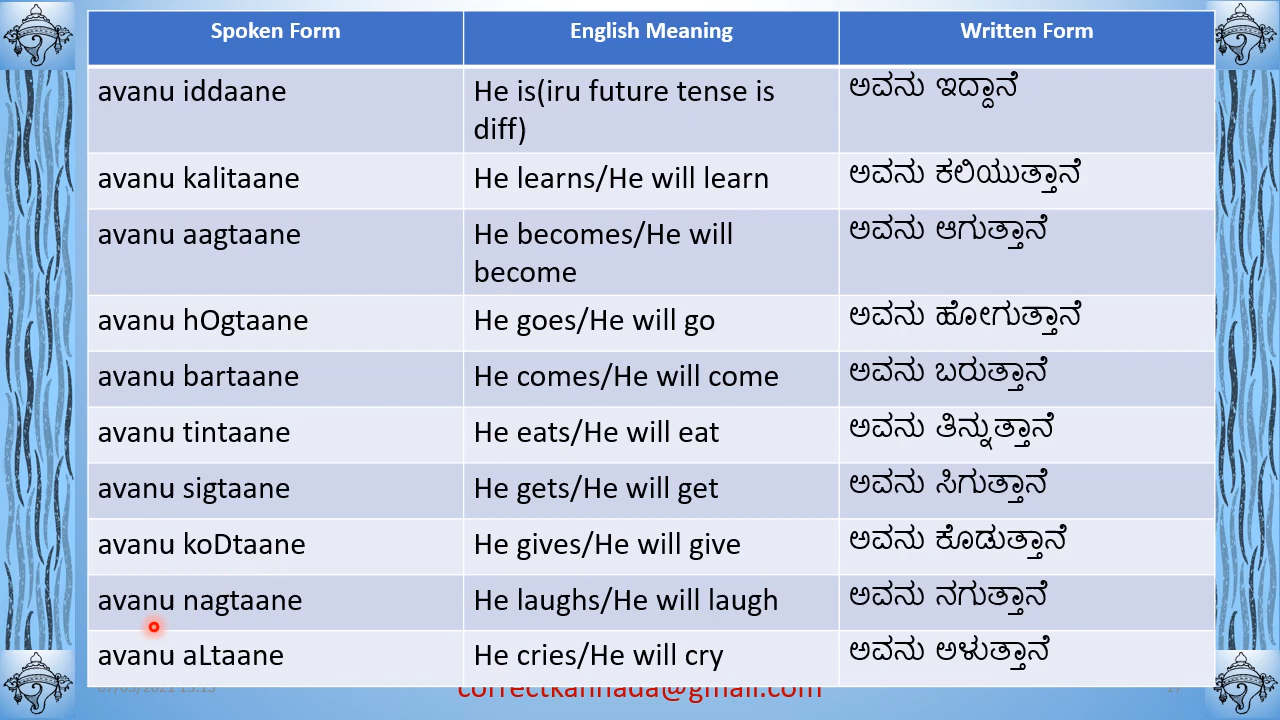 Spoken Form English Meaning Written Form
avanu iddaane He is(iru future tense is ಅವನು ಇದ್ದಾನೆ
diff)
avanu kalitaane He learns/He will learn ಅವನು ಕಲಿಯುತ್ತಾನೆ
avanu aagtaane He becomes/He will ಅವನು ಆಗುತ್ತಾನೆ
become
avanu hOgtaane He goes/He will go ಅವನು ಹೋಗುತ್ತಾನೆ
avanu bartaane He comes/He will come ಅವನು ಬರುತ್ತಾನೆ
avanu tintaane He eats/He will eat ಅವನು ತಿನ್ನುತ್ತಾನೆ
avanu sigtaane He gets/He will get ಅವನು ಸಿಗುತ್ತಾನೆ
avanu koDtaane He gives/He will give ಅವನು ಕೊಡುತ್ತಾನೆ
avanu nagtaane He laughs/He will laugh ಅವನು ನಗುತ್ತಾನೆ
avanu aLtaane He cries/He will cry ಅವನು ಅಳುತ್ತಾನೆ
correctkannada@gmail.com